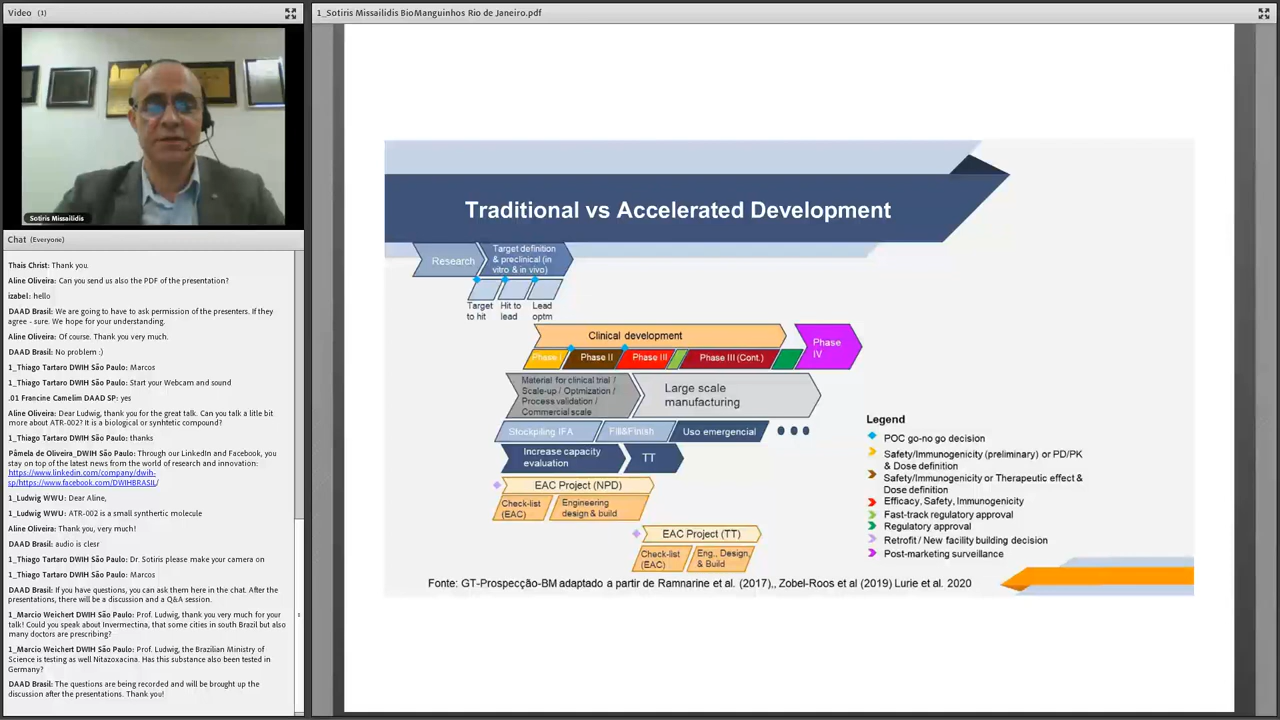 Video (1)
1_Sotiris Missailidis BioManguinhos Rio de Janeiro.pdf
Sotiris Missailidis
Chat (Everyone)
Thais Christ: Thank you.
Aline Oliveira: Can you send us also the PDF of the presentation?
izabel: hello
DAAD Brasil: We are going to have to ask permission of the presenters. If they
agree - sure. We hope for your understanding.
Aline Oliveira: Of course. Thank you very much.
DAAD Brasil: No problem :)
1_Thiago Tartaro DWIH São Paulo: Marcos
1_Thiago Tartaro DWIH São Paulo: Start your Webcam and sound
.01 Francine Camelim DAAD SP: yes
Aline Oliveira: Dear Ludwig, thank you for the great talk. Can you talk a litle bit
more about ATR-002? It is a biological or synhtetic compound?
1_Thiago Tartaro DWIH São Paulo: thanks
Pâmela de Oliveira_DWIH São Paulo: Through our LinkedIn and Facebook, you
stay on top of the latest news from the world of research and innovation:
https://www.linkedin.com/company/dwih-
sp/https://www.facebook.com/DWIHBRASIL/
1_Ludwig WWU: Dear Aline,
1_Ludwig WWU: ATR-002 is a small synthertic molecule
Aline Oliveira: Thank you, very much!
DAAD Brasil: audio is clesr
1_Thiago Tartaro DWIH São Paulo: Dr. Sotiris please make your camera on
1_Thiago Tartaro DWIH São Paulo: Marcos
DAAD Brasil: If you have questions, you can ask them here in the chat. After the
presentations, there will be a discussion and a Q&A session.
1_Marcio Weichert DWIH São Paulo: Prof. Ludwig, thank you very much for your
talk! Could you speak about Invermectina, that some cities in south Brazil but also
many doctors are prescribing?
1_Marcio Weichert DWIH São Paulo: Prof. Ludwig, the Brazilian Ministry of
Science is testing as well Nitazoxacina. Has this substance also been tested in
Germany?
DAAD Brasil: The questions are being recorded and will be brought up the
discussion after the presentations. Thank you!
Traditional vs Accelerated Development
Research
Target definition
& preclinical (in
vitro & in vivo)
Target
to hit
Hit to
lead
Lead
optm
Clinical development
Phase
Phase II
Phase III
Phase III (Cont.)
Phase
IV
Material for clinical trial /
Scale-up / Optmization /
Process validation /
Commercial scale
Large scale
manufacturing
Stockpiling IFA
Fill&Finish
Uso emergencial
Increase capacity
evaluation
TT
EAC Project (NPD)
Check-list
(EAC)
Engineering
design & build
EAC Project (TT)
Check-list
(EAC)
Eng., Design,
& Build
Legend
POC go-no go decision
Safety/Immunogenicity (preliminary) or PD/PK
& Dose definition
Safety/Immunogenicity or Therapeutic effect &
Dose definition
Efficacy, Safety, Immunogenicity
Fast-track regulatory approval
Regulatory approval
Retrofit / New facility building decision
Post-marketing surveillance
Fonte: GT-Prospecção-BM adaptado a partir de Ramnarine et al. (2017),, Zobel-Roos et al (2019) Lurie et al. 2020